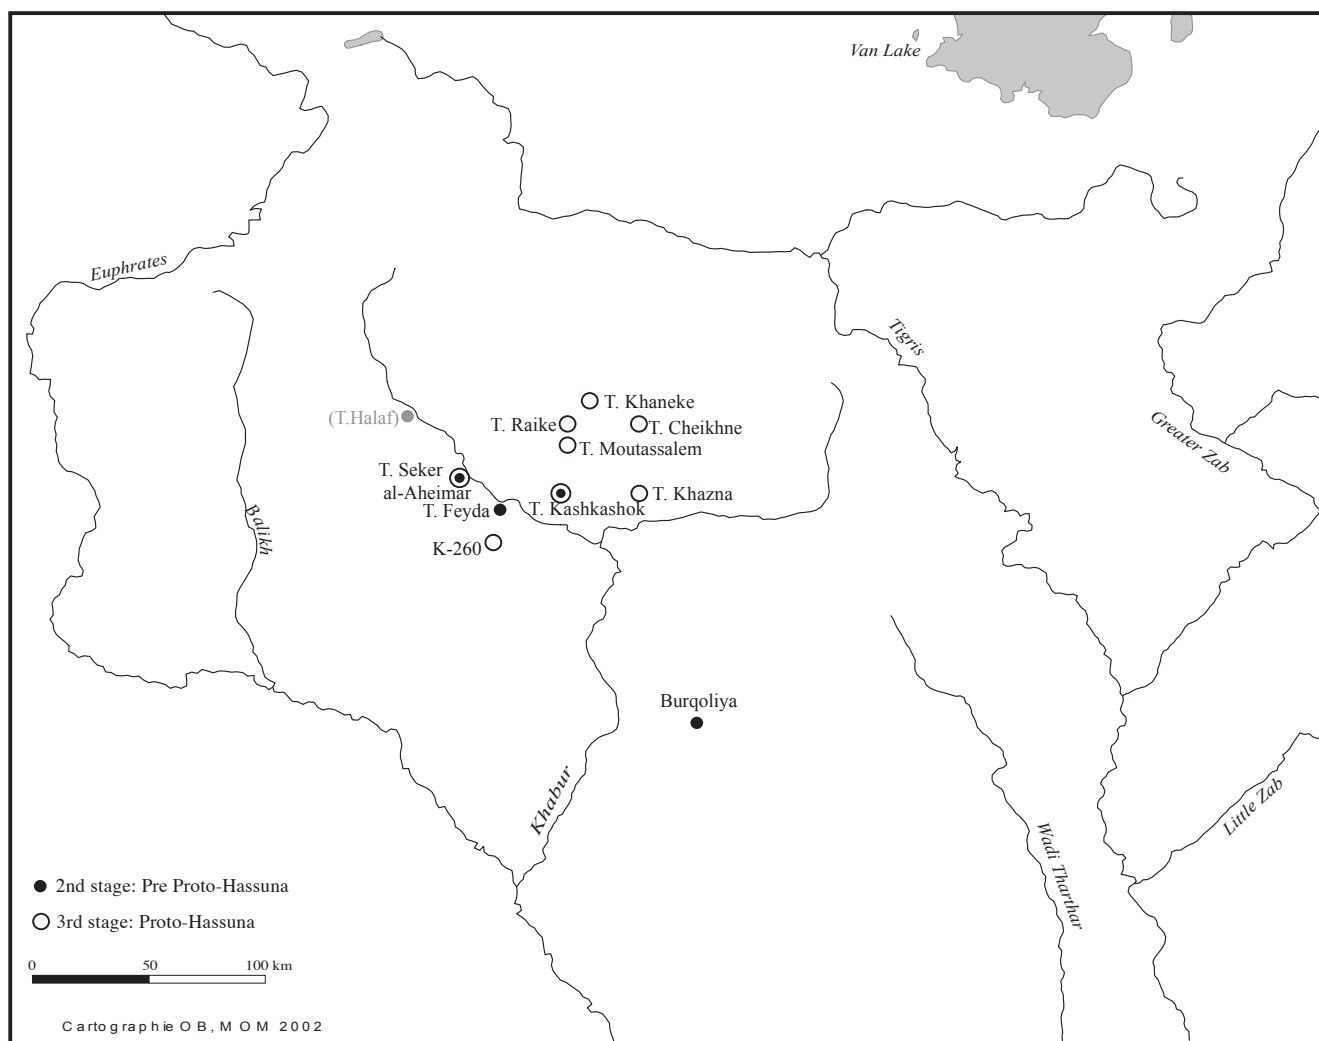 Van Lake
Euphrates
Tigris
T. Khaneke
(T.Halaf)
T. Raike
T. Cheikhne
T. Moutassalem
Greater Zab
T. Seker
al-Aheimar
T. Khazna
T. Feyda
T. Kashkashok
Balikh
K-260
Burqoliya
Khabur
Little Zab
Wadi Tharthar
2nd stage: Pre Proto-Hassuna
3rd stage: Proto-Hassuna
0 50 100 km
Cartographie OB, MOM 2002